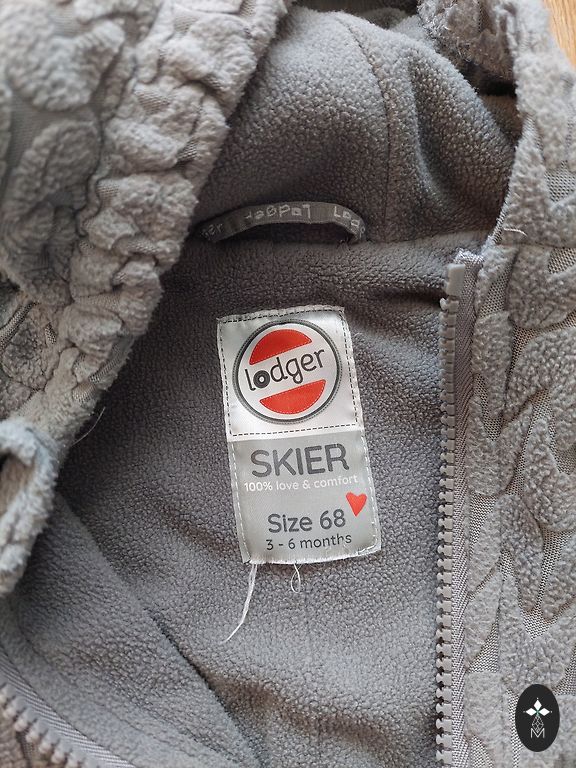 lodger
SKIER
100% love & comfort
Size 68
3 - 6 months